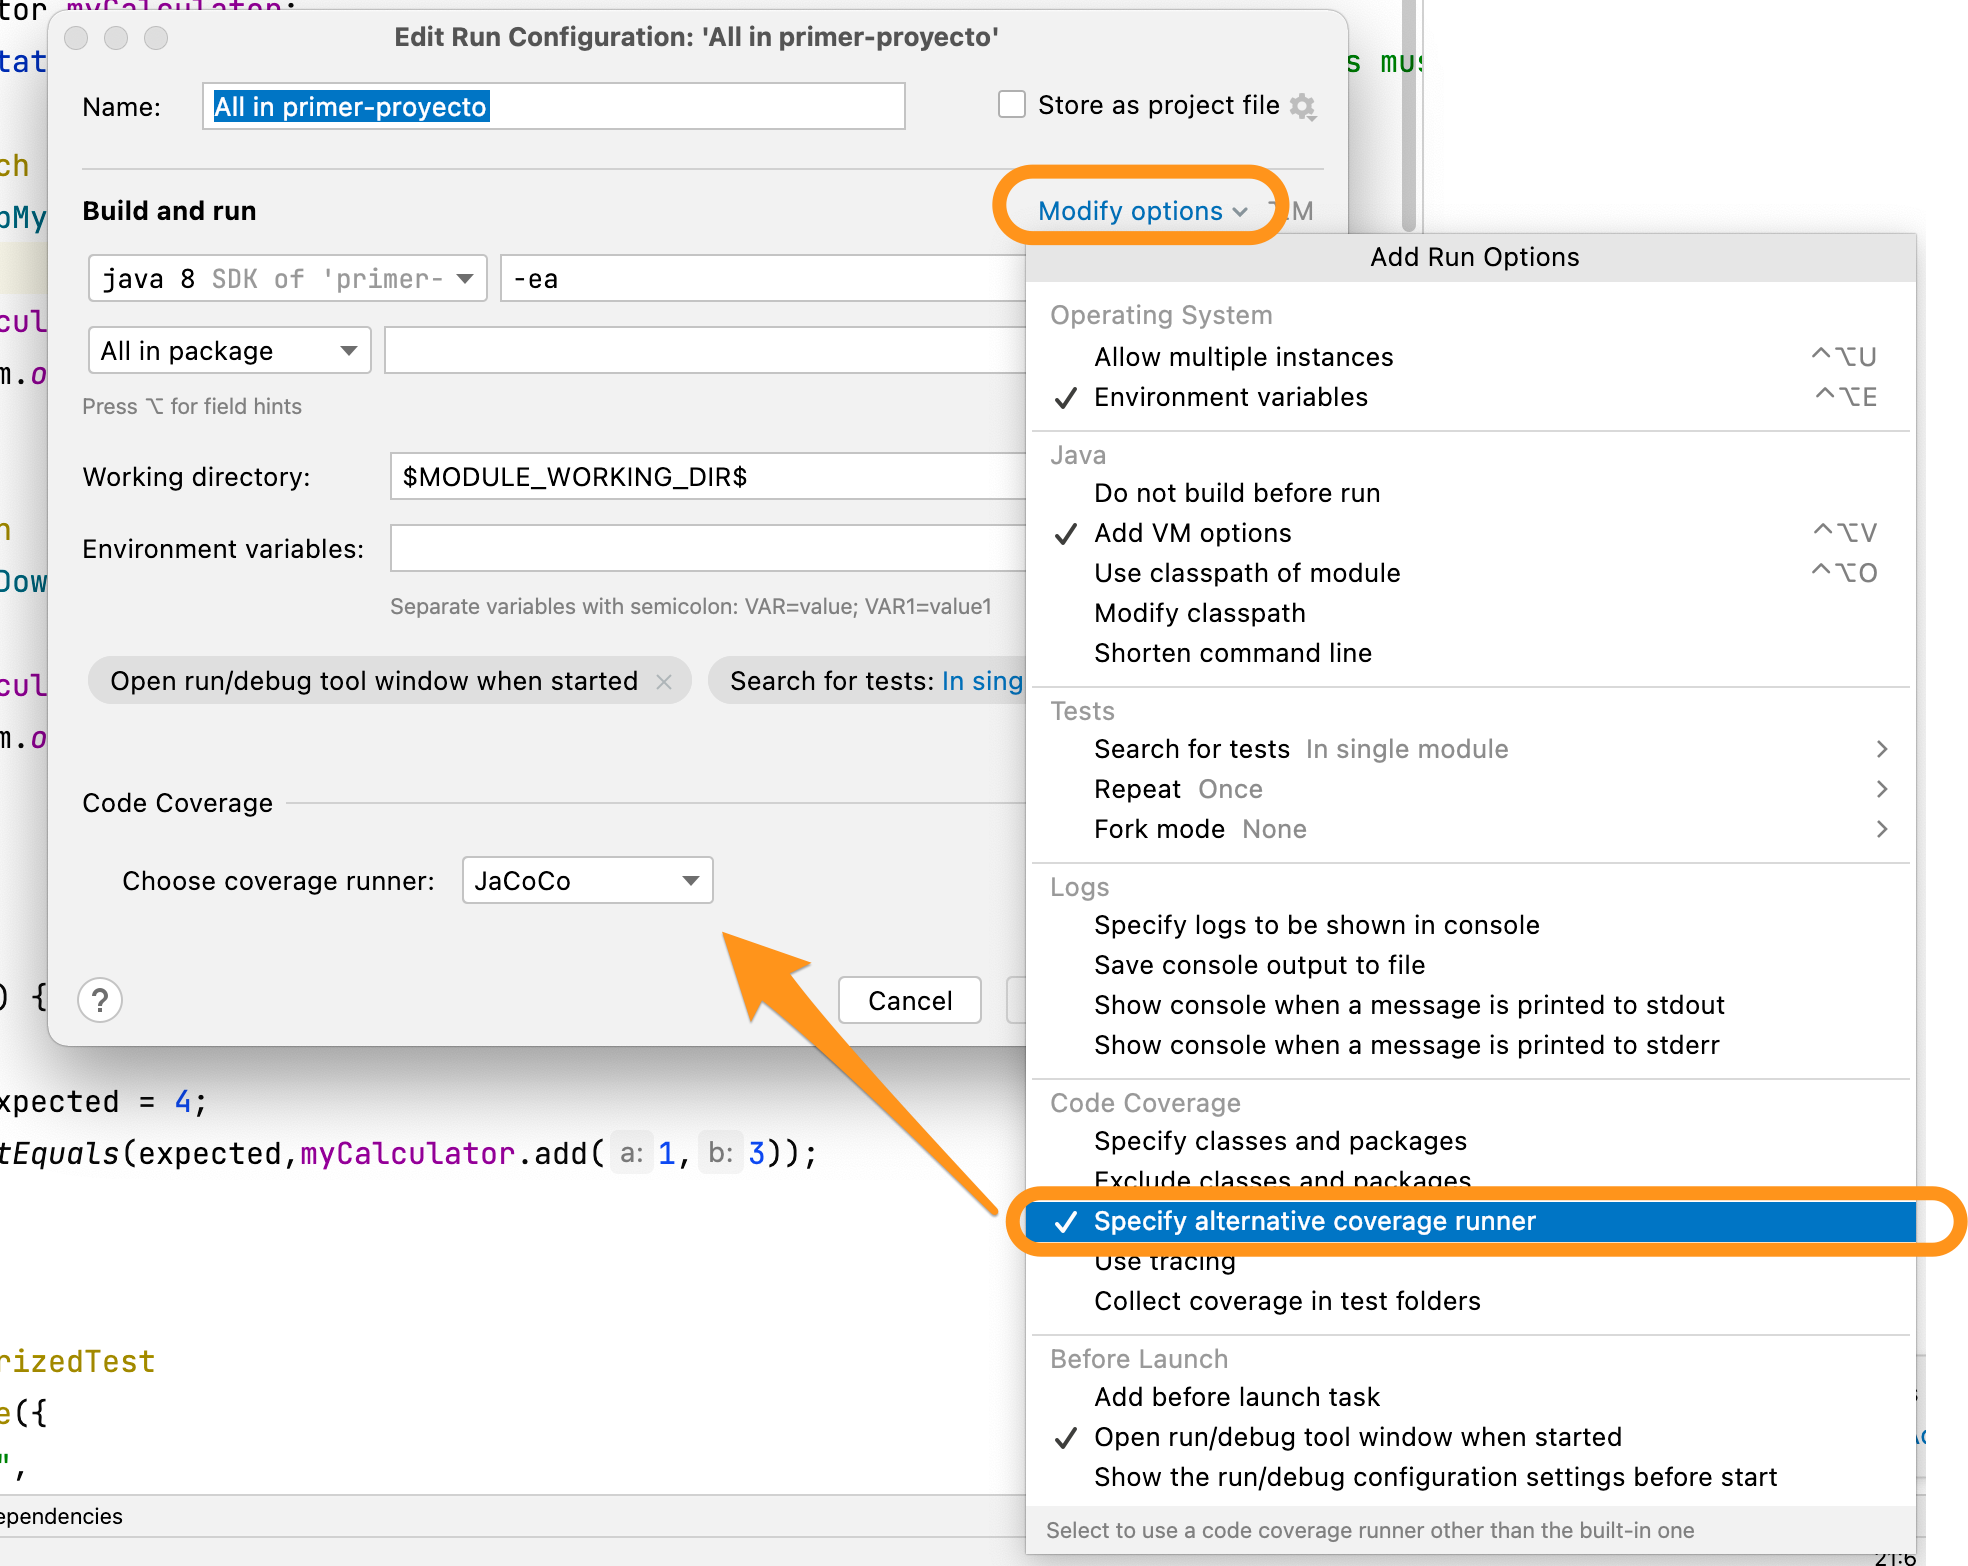 tor myCalculator;
Edit Run Configuration: 'All in primer-proyecto'
Name: All in primer-proyecto
Store as project file
Build and run
Modify options
M
java 8 SDK of 'primer-
-ea
All in package
Press ⌥ for field hints
Working directory: $MODULE_WORKING_DIR$
Environment variables:
Separate variables with semicolon: VAR=value; VAR1=value1
Open run/debug tool window when started ×
Search for tests: In sing
Code Coverage
Choose coverage runner: JaCoCo
?
Cancel
Add Run Options
Operating System
Allow multiple instances ^⌥U
✓ Environment variables ^⌥E
Java
Do not build before run
✓ Add VM options ^⌥V
Use classpath of module ^⌥O
Modify classpath
Shorten command line
Tests
Search for tests In single module
Repeat Once
Fork mode None
Logs
Specify logs to be shown in console
Save console output to file
Show console when a message is printed to stdout
Show console when a message is printed to stderr
Code Coverage
Specify classes and packages
Exclude classes and packages
✓ Specify alternative coverage runner
Use tracing
Collect coverage in test folders
Before Launch
Add before launch task
✓ Open run/debug tool window when started
Show the run/debug configuration settings before start
Select to use a code coverage runner other than the built-in one
tat
s mus
ch
pMy
cul
m.o
n
Dow
cul
m.o
) {
xpected = 4;
tEquals(expected,myCalculator.add( a: 1, b: 3));
rizedTest
e({
",
ependencies
21:6